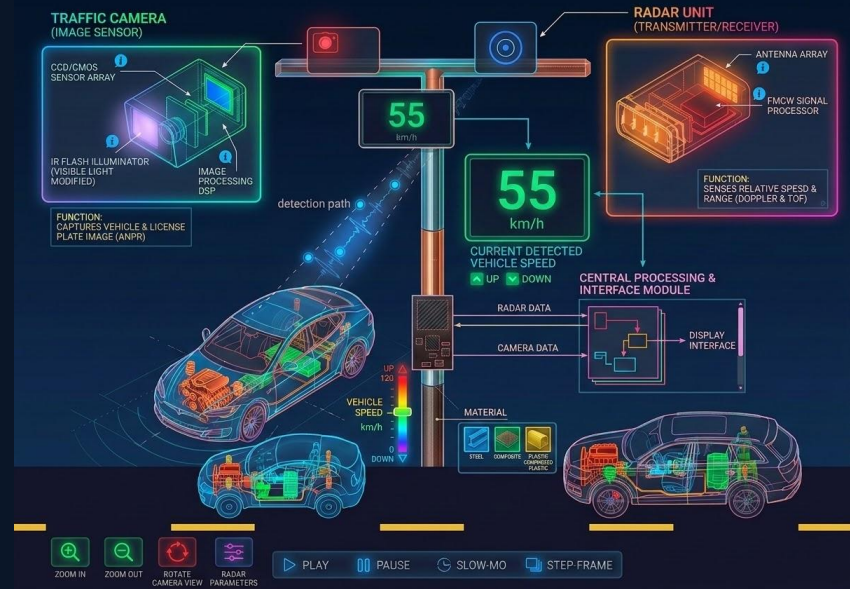 TRAFFIC CAMERA
(IMAGE SENSOR)
CCD/CMOS
SENSOR ARRAY
IR FLASH ILLUMINATOR
(VISIBLE LIGHT
MODIFIED)
IMAGE
PROCESSING
DSP
FUNCTION:
CAPTURES VEHICLE & LICENSE
PLATE IMAGE (ANPR)
55
km/h
detection path
RADAR UNIT
(TRANSMITTER/RECEIVER)
ANTENNA ARRAY
FMCW SIGNAL
PROCESSOR
FUNCTION:
SENSES RELATIVE SPESD &
RANGE (DOPPLER & TOF)
55
km/h
CURRENT DETECTED
VEHICLE SPEED
UP DOWN
CENTRAL PROCESSING &
INTERFACE MODULE
RADAR DATA
CAMERA DATA
DISPLAY
INTERFACE
UP
120
VEHICLE
SPEED
km/h
0
DOWN
MATERIAL
STEEL
COMPOSITE
PLASTIC
PLASTIC
ZOOM IN
ZOOM OUT
ROTATE
CAMERA VIEW
RADAR
PARAMETERS
PLAY
PAUSE
SLOW-MO
STEP-FRAME